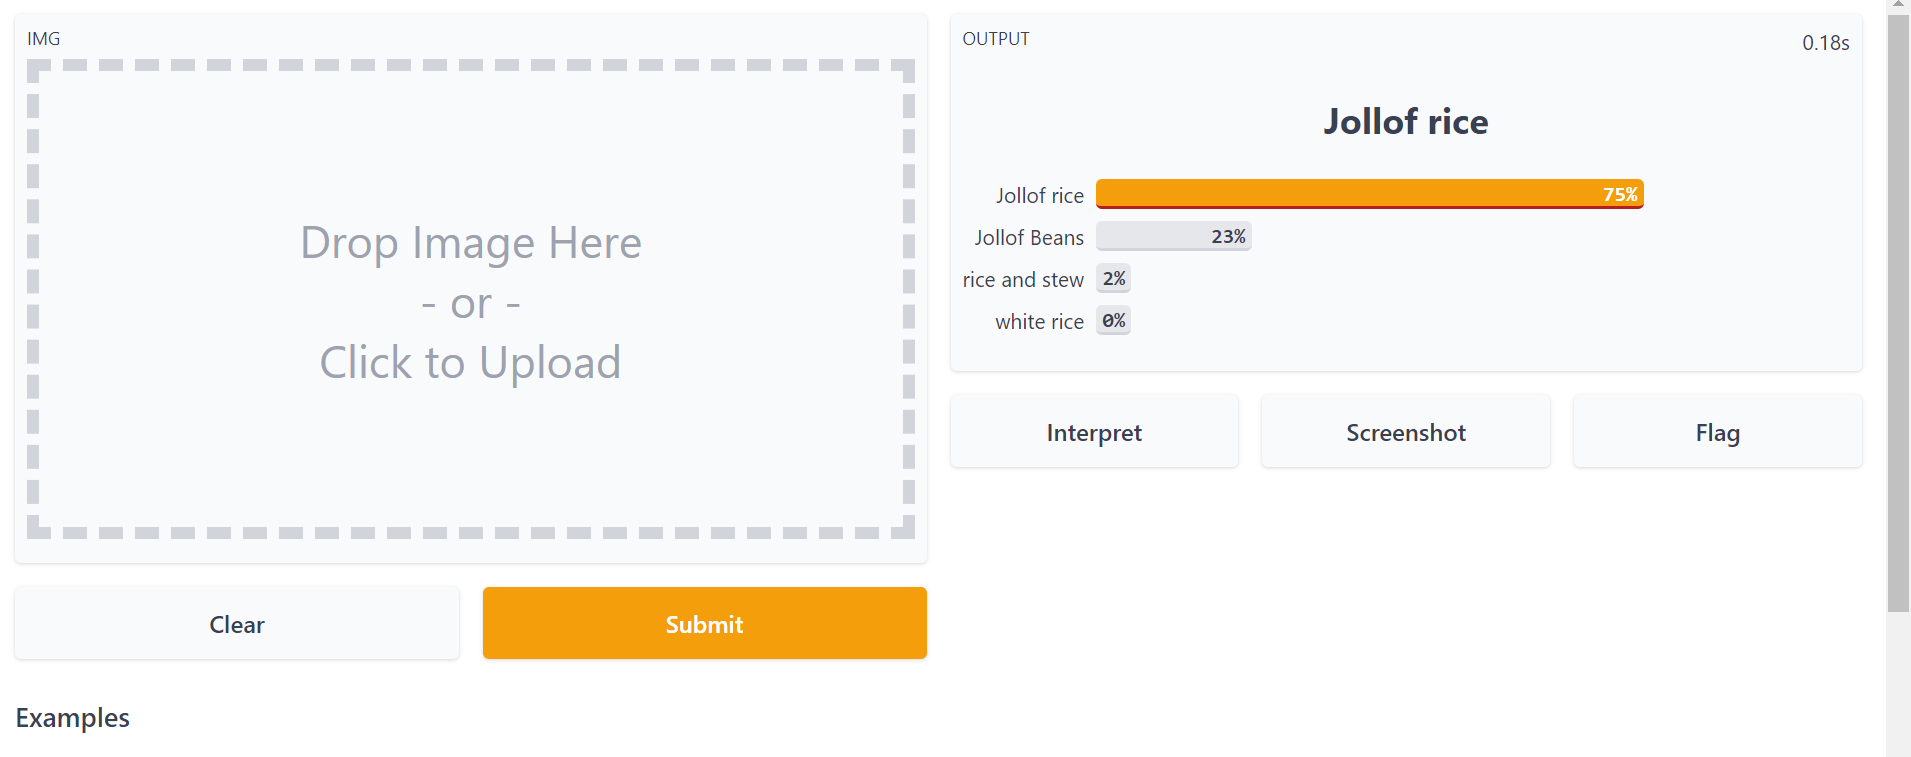 IMG
Drop Image Here
- or -
Click to Upload
Clear
Submit
Examples
OUTPUT
0.18s
Jollof rice
Jollof rice 75%
Jollof Beans 23%
rice and stew 2%
white rice 0%
Interpret
Screenshot
Flag